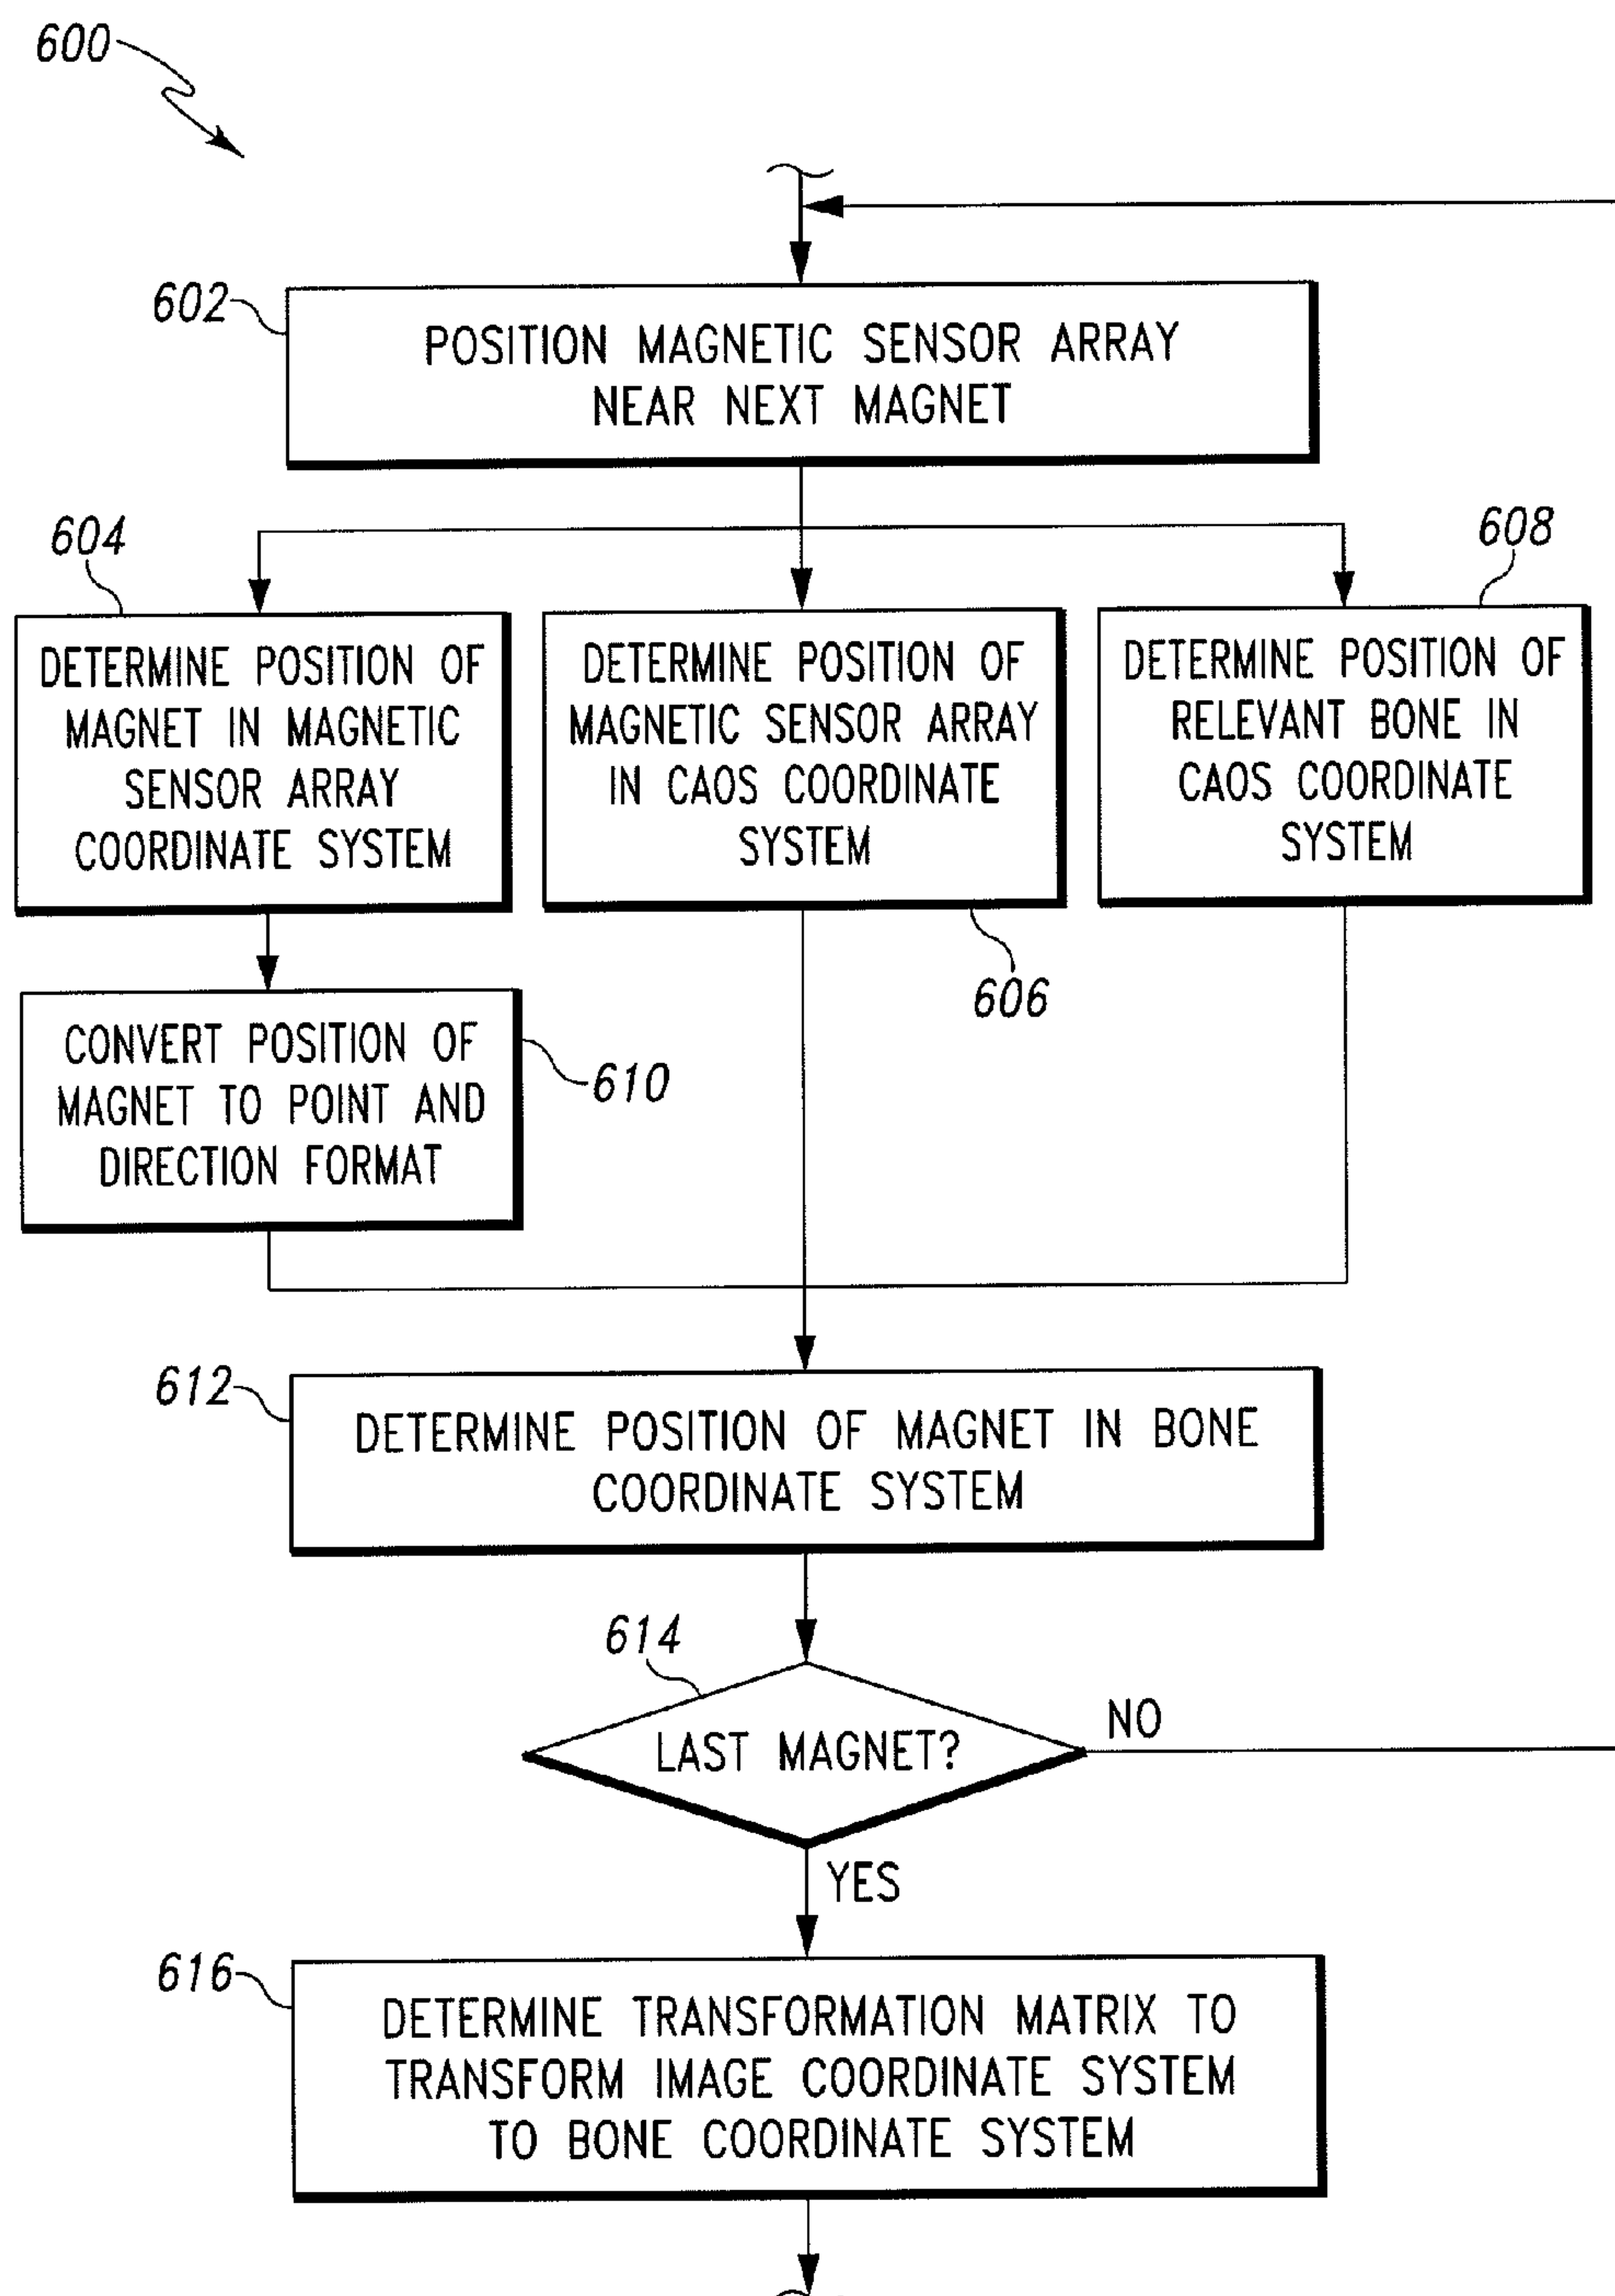 600
602
POSITION MAGNETIC SENSOR ARRAY
NEAR NEXT MAGNET
604
DETERMINE POSITION OF
MAGNET IN MAGNETIC
SENSOR ARRAY
COORDINATE SYSTEM
DETERMINE POSITION OF
MAGNETIC SENSOR ARRAY
IN CAOS COORDINATE
SYSTEM
606
608
DETERMINE POSITION OF
RELEVANT BONE IN
CAOS COORDINATE
SYSTEM
CONVERT POSITION OF
MAGNET TO POINT AND
DIRECTION FORMAT
610
612
DETERMINE POSITION OF MAGNET IN BONE
COORDINATE SYSTEM
614
LAST MAGNET?
NO
YES
616
DETERMINE TRANSFORMATION MATRIX TO
TRANSFORM IMAGE COORDINATE SYSTEM
TO BONE COORDINATE SYSTEM